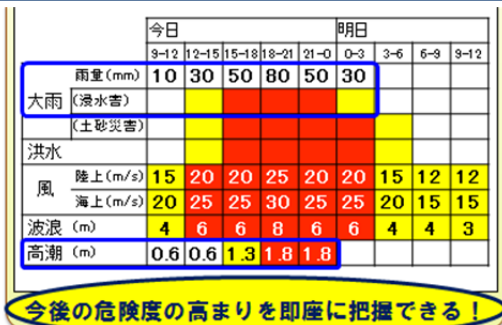 今日 明日
9-12 12-15 15-18 18-21 21-0 0-3 3-6 6-9 9-12
雨量(mm) 10 30 50 80 50 30
大雨 (浸水害)
(土砂災害)
洪水
風 陸上(m/s) 15 20 20 25 20 20 15 12 12
海上(m/s) 20 25 25 30 25 25 20 15 15
波浪 (m) 4 6 6 8 6 6 4 4 3
高潮 (m) 0.6 0.6 1.3 1.8 1.8
今後の危険度の高まりを即座に把握できる！